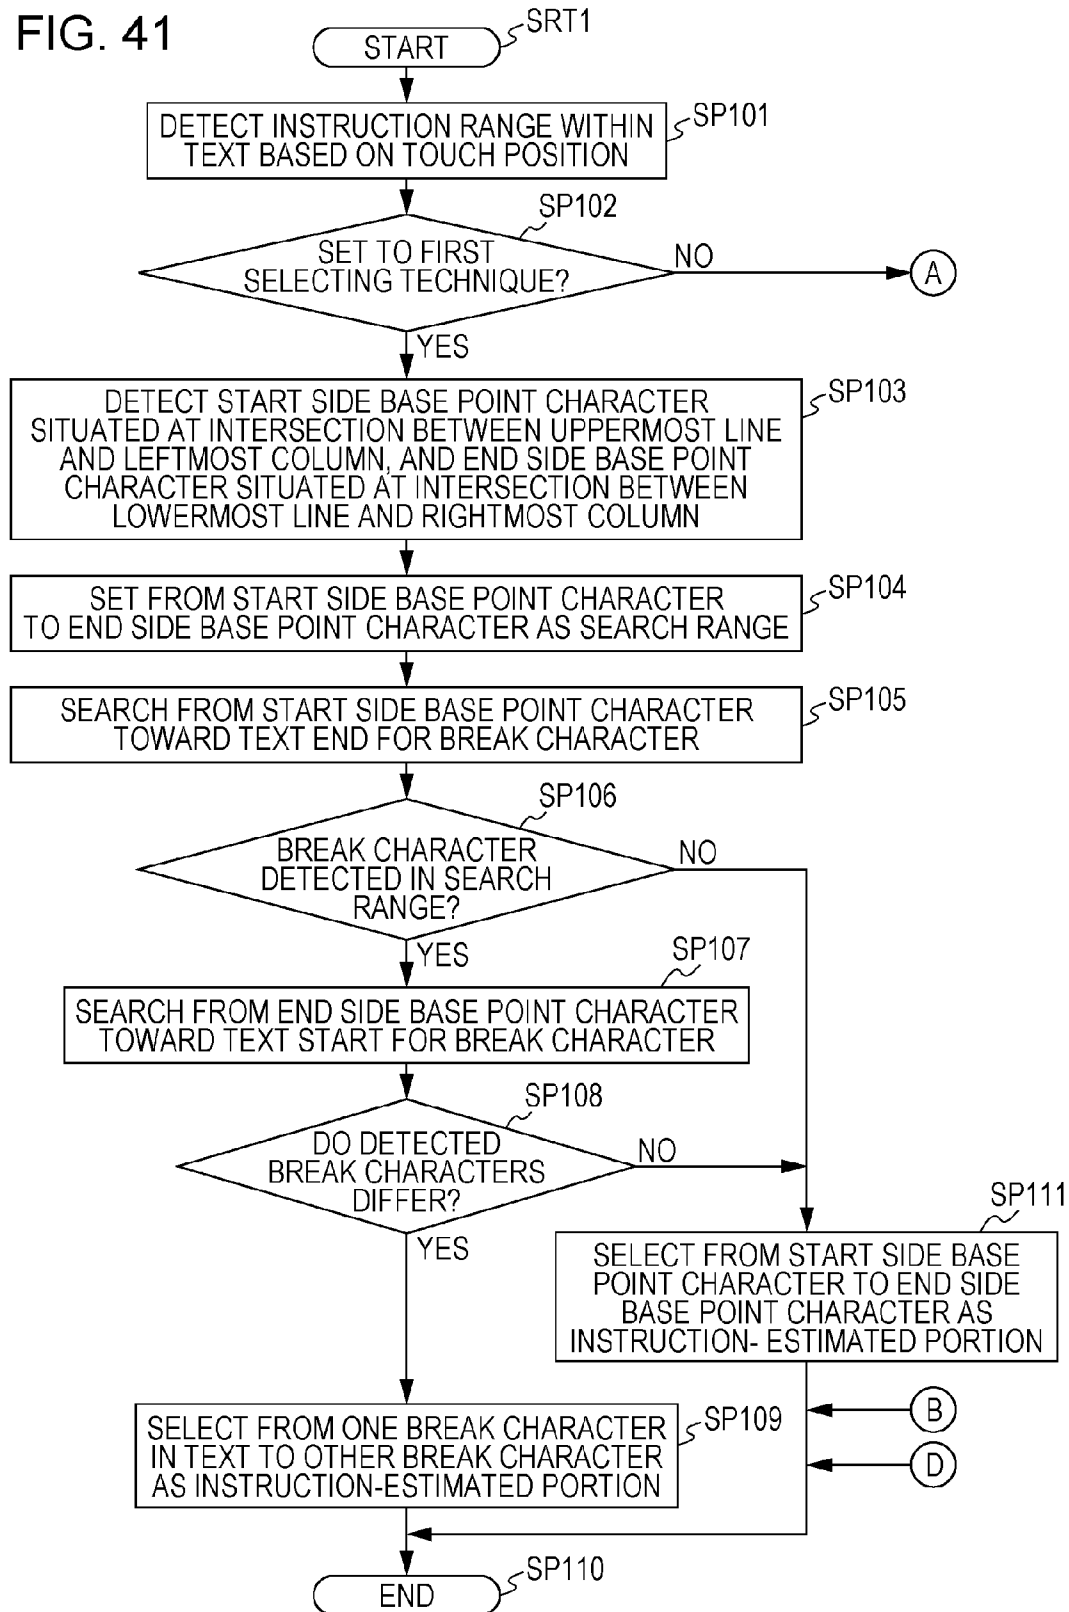 FIG. 41
START
SRT1
DETECT INSTRUCTION RANGE WITHIN
TEXT BASED ON TOUCH POSITION
SP101
SP102
SET TO FIRST
SELECTING TECHNIQUE?
NO
A
YES
DETECT START SIDE BASE POINT CHARACTER
SITUATED AT INTERSECTION BETWEEN UPPERMOST LINE
AND LEFTMOST COLUMN, AND END SIDE BASE POINT
CHARACTER SITUATED AT INTERSECTION BETWEEN
LOWERMOST LINE AND RIGHTMOST COLUMN
SP103
SET FROM START SIDE BASE POINT CHARACTER
TO END SIDE BASE POINT CHARACTER AS SEARCH RANGE
SP104
SEARCH FROM START SIDE BASE POINT CHARACTER
TOWARD TEXT END FOR BREAK CHARACTER
SP105
SP106
BREAK CHARACTER
DETECTED IN SEARCH
RANGE?
NO
YES
SP107
SEARCH FROM END SIDE BASE POINT CHARACTER
TOWARD TEXT START FOR BREAK CHARACTER
SP108
DO DETECTED
BREAK CHARACTERS
DIFFER?
NO
YES
SP111
SELECT FROM START SIDE BASE
POINT CHARACTER TO END SIDE
BASE POINT CHARACTER AS
INSTRUCTION- ESTIMATED PORTION
B
D
SELECT FROM ONE BREAK CHARACTER
IN TEXT TO OTHER BREAK CHARACTER
AS INSTRUCTION-ESTIMATED PORTION
SP109
END
SP110